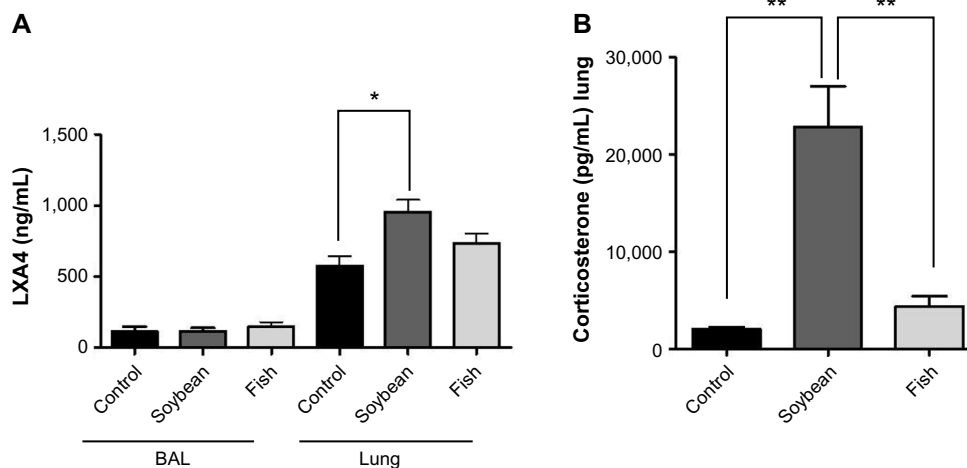 A
LXA4 (ng/mL)
1,500
1,000
500
0
*
Control
Soybean
Fish
Control
Soybean
Fish
BAL
Lung
B
Corticosterone (pg/mL) lung
30,000
20,000
10,000
0
**
**
Control
Soybean
Fish